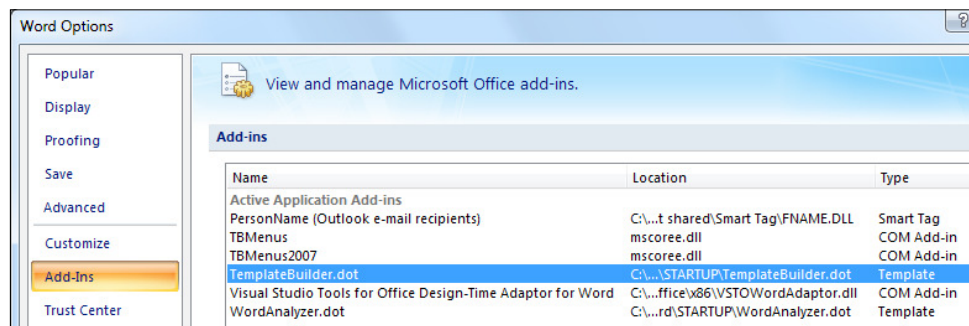 Word Options
?
Popular
Display
Proofing
Save
Advanced
Customize
Add-Ins
Trust Center
View and manage Microsoft Office add-ins.
Add-ins
Name Location Type
Active Application Add-ins
PersonName (Outlook e-mail recipients) C:\...t shared\Smart Tag\FNAME.DLL Smart Tag
TBMenus mscoree.dll COM Add-in
TBMenus2007 mscoree.dll COM Add-in
TemplateBuilder.dot C:\...\STARTUP\TemplateBuilder.dot Template
Visual Studio Tools for Office Design-Time Adaptor for Word C:\...ffice\x86\VSTOWordAdaptor.dll COM Add-in
WordAnalyzer.dot C:\...rd\STARTUP\WordAnalyzer.dot Template